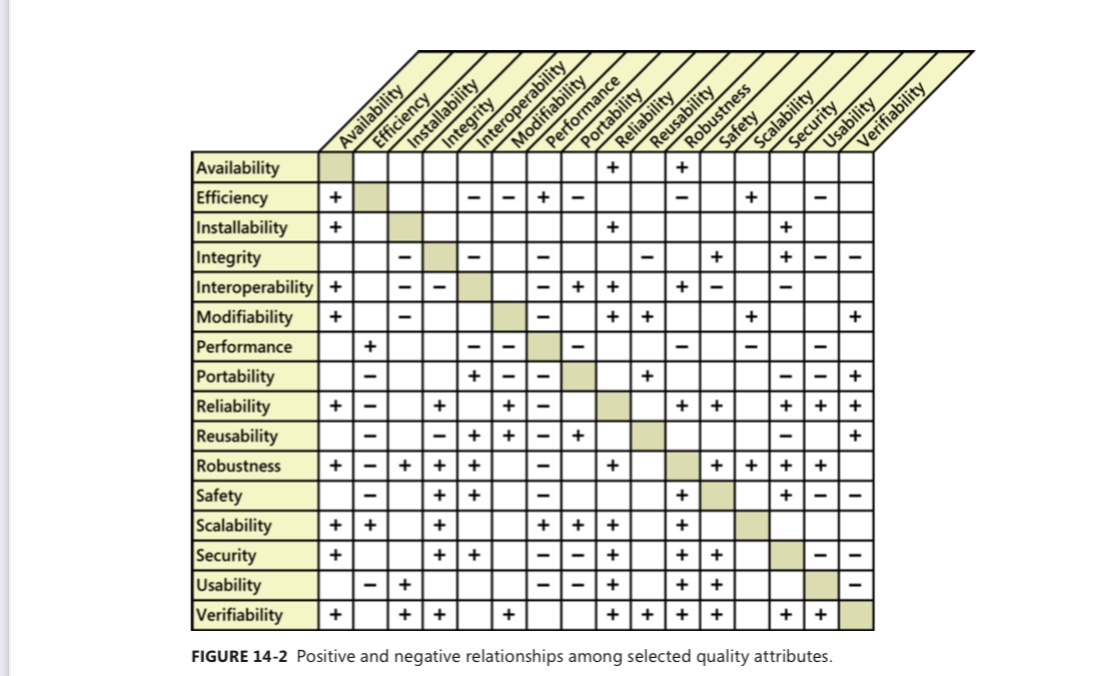 Availability Efficiency Installability Integrity Interoperability Modifiability Performance Portability Reliability Reusability Robustness Safety Scalability Security Usability Verifiability
Availability + +
Efficiency + – – + – – + –
Installability + + +
Integrity – – – – + + – –
Interoperability + – – – + + + – –
Modifiability + – – + + + +
Performance + – – – – – –
Portability – + – – + – – +
Reliability + – + + – + + + + +
Reusability – – + + – + – +
Robustness + – + + + – + + + + +
Safety – + + – + + – –
Scalability + + + + + + +
Security + + + – – + + + – –
Usability – + – – + + + –
Verifiability + + + + + + + + + +
FIGURE 14-2 Positive and negative relationships among selected quality attributes.